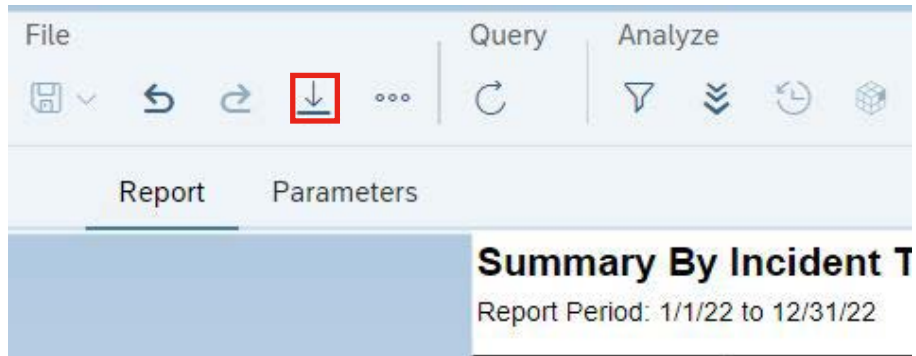 File Query Analyze
Report Parameters
Summary By Incident
Report Period: 1/1/22 to 12/31/22